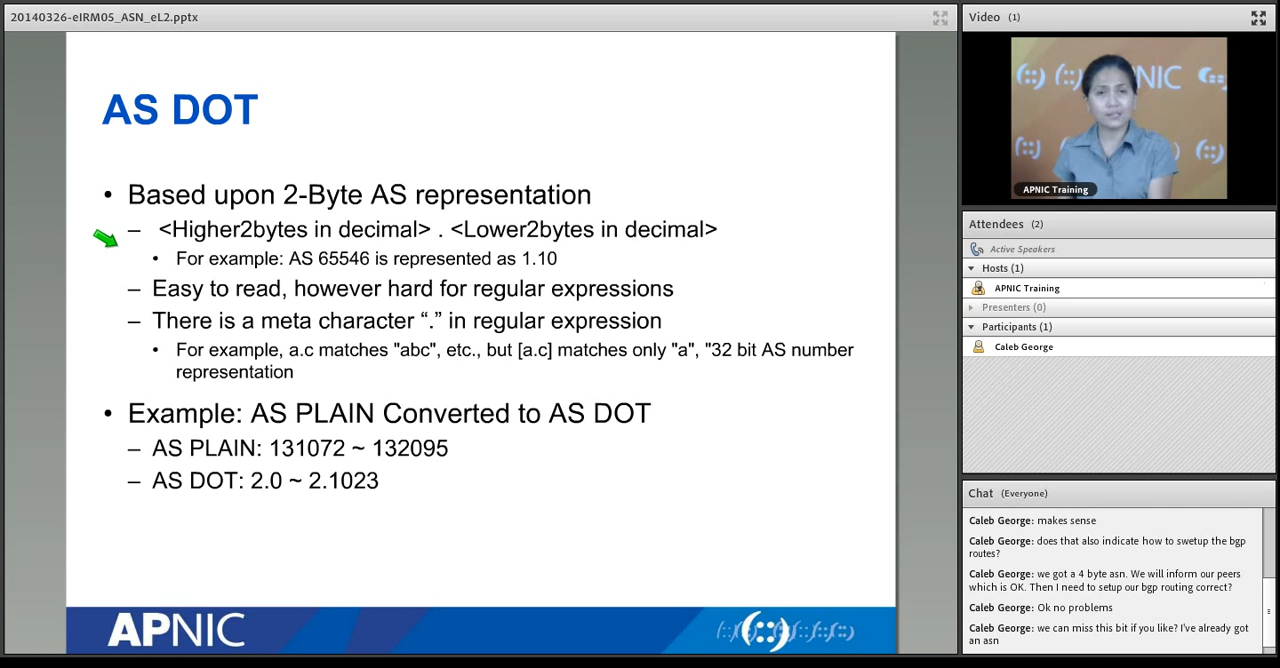 20140326-eIRM05_ASN_eL2.pptx
AS DOT
• Based upon 2-Byte AS representation
– <Higher2bytes in decimal> . <Lower2bytes in decimal>
• For example: AS 65546 is represented as 1.10
– Easy to read, however hard for regular expressions
– There is a meta character “.” in regular expression
• For example, a.c matches "abc", etc., but [a.c] matches only "a", "32 bit AS number
representation
• Example: AS PLAIN Converted to AS DOT
– AS PLAIN: 131072 ~ 132095
– AS DOT: 2.0 ~ 2.1023
APNIC
Video (1)
NIC
APNIC Training
Attendees (2)
Active Speakers
Hosts (1)
APNIC Training
Presenters (0)
Participants (1)
Caleb George
Chat (Everyone)
Caleb George: makes sense
Caleb George: does that also indicate how to swetup the bgp
routes?
Caleb George: we got a 4 byte asn. We will inform our peers
which is OK. Then I need to setup our bgp routing correct?
Caleb George: Ok no problems
Caleb George: we can miss this bit if you like? I've already got
an asn